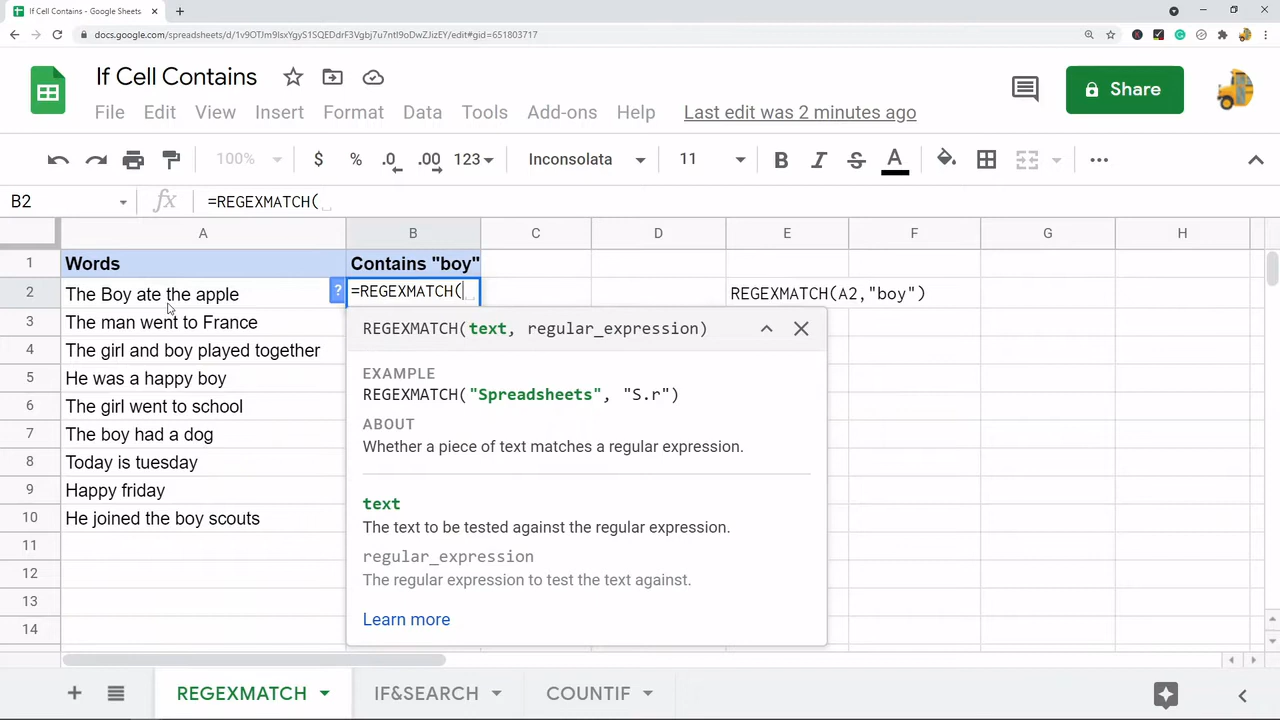 If Cell Contains - Google Sheets
docs.google.com/spreadsheets/d/1v9OTJm9IsxYgyS1SQEDdrF3Vgbj7u7ntI9oDwZJizEY/edit#gid=651803717
If Cell Contains
Share
File Edit View Insert Format Data Tools Add-ons Help Last edit was 2 minutes ago
100% $ % .0 .00 123 Inconsolata 11 B I S A
B2 fx =REGEXMATCH(
A B C D E F G H
1 Words Contains "boy"
2 The Boy ate the apple ? =REGEXMATCH( REGEXMATCH(A2,"boy")
3 The man went to France REGEXMATCH(text, regular_expression)
4 The girl and boy played together
EXAMPLE
5 He was a happy boy REGEXMATCH("Spreadsheets", "S.r")
6 The girl went to school
ABOUT
7 The boy had a dog Whether a piece of text matches a regular expression.
8 Today is tuesday
9 Happy friday
text
10 He joined the boy scouts The text to be tested against the regular expression.
11
regular_expression
12 The regular expression to test the text against.
13
Learn more
14
REGEXMATCH IF&SEARCH COUNTIF